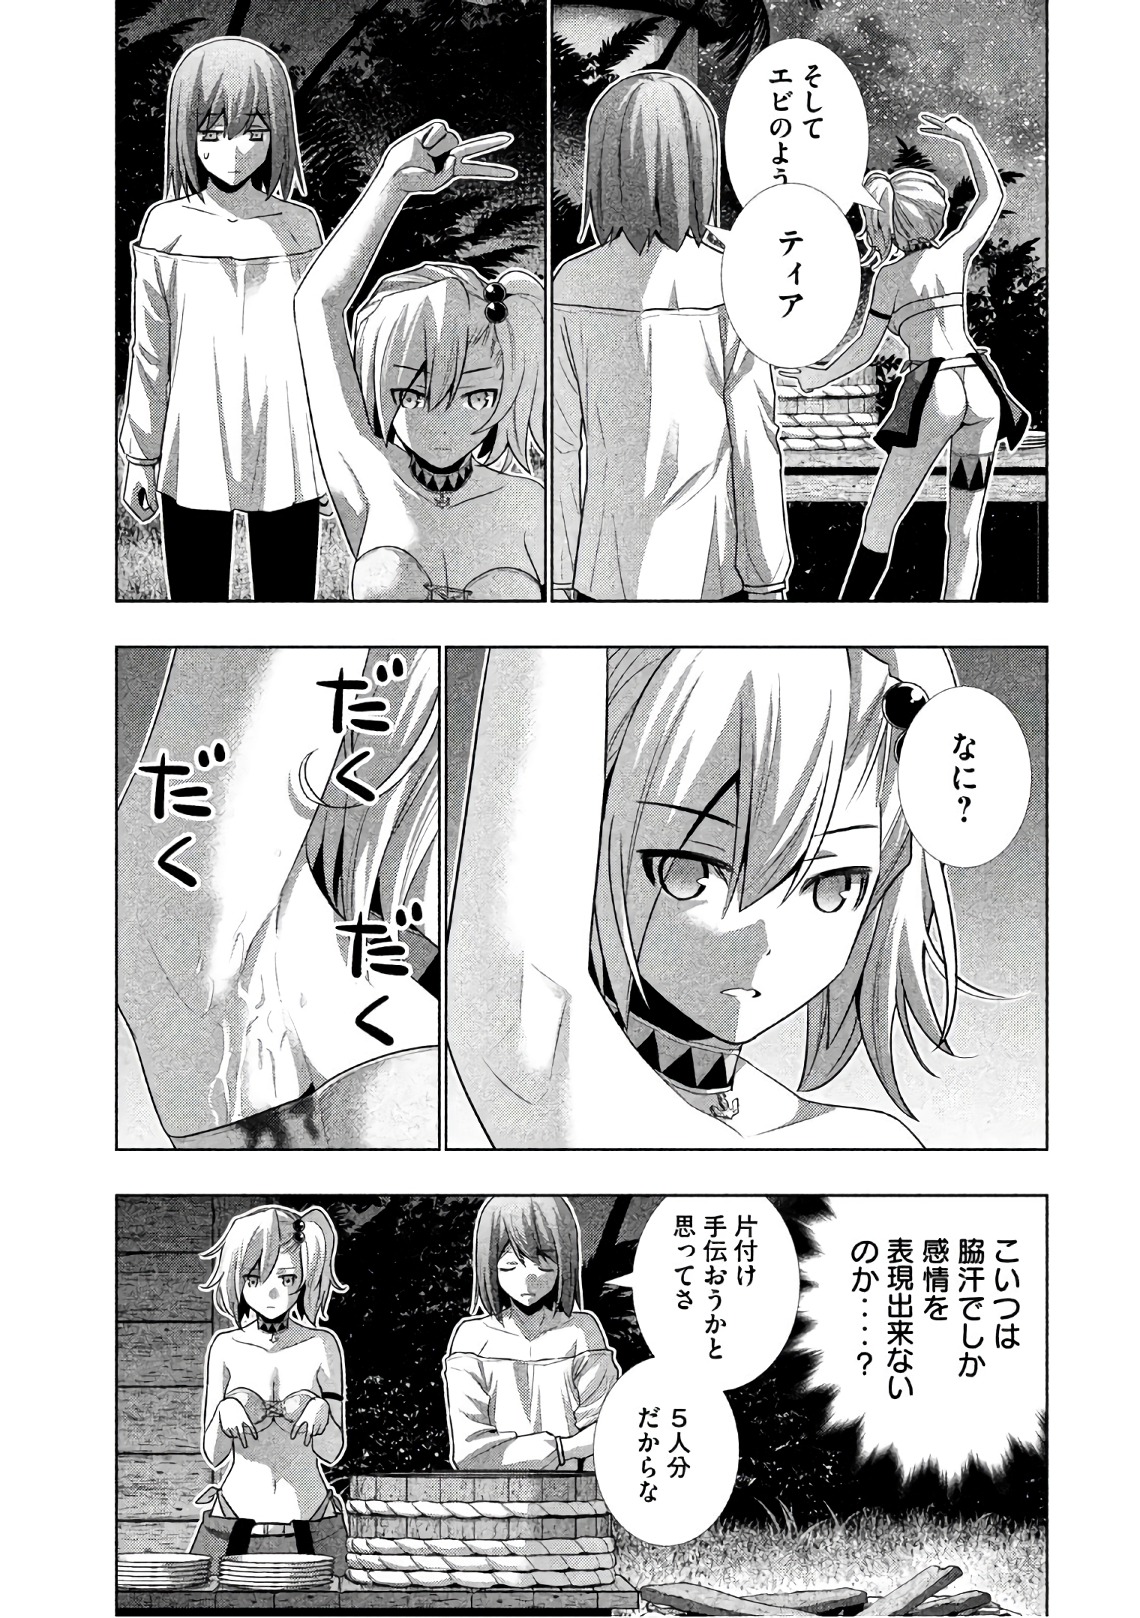 そして
エビのよう
ティア
なに？
だく
だく
だく
こいつは
脇汗でしか
感情を
表現出来ない
のか‥‥？
片付け
手伝おうかと
思ってさ
５人分
だからな